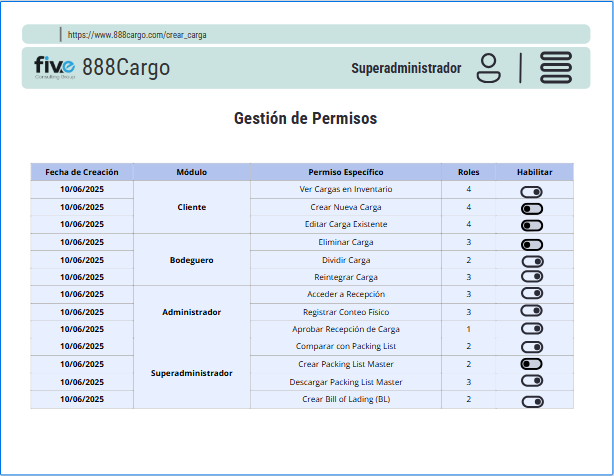 https://www.888cargo.com/crear_carga
five
Consulting Group
888Cargo
Superadministrador
Gestión de Permisos
Fecha de Creación Módulo Permiso Específico Roles Habilitar
10/06/2025 Ver Cargas en Inventario 4
10/06/2025 Cliente Crear Nueva Carga 4
10/06/2025 Editar Carga Existente 4
10/06/2025 Eliminar Carga 3
10/06/2025 Bodeguero Dividir Carga 2
10/06/2025 Reintegrar Carga 3
10/06/2025 Acceder a Recepción 3
10/06/2025 Administrador Registrar Conteo Físico 3
10/06/2025 Aprobar Recepción de Carga 1
10/06/2025 Comparar con Packing List 2
10/06/2025 Superadministrador Crear Packing List Master 2
10/06/2025 Descargar Packing List Master 3
10/06/2025 Crear Bill of Lading (BL) 2